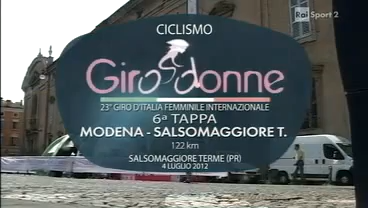 Rai Sport 2
CICLISMO
Giro donne
23° GIRO D'ITALIA FEMMINILE INTERNAZIONALE
6ª TAPPA
MODENA - SALSOMAGGIORE T.
122 km
SALSOMAGGIORE TERME (PR)
4 LUGLIO 2012